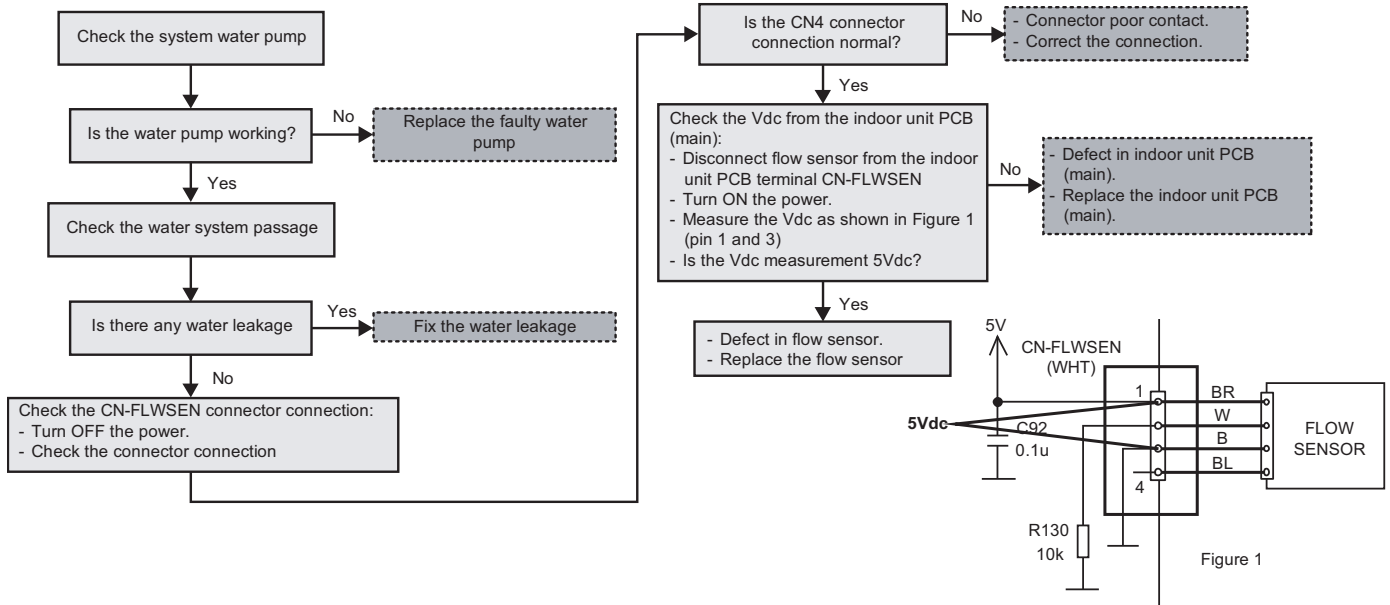 Check the system water pump
Is the water pump working?
No
Replace the faulty water
pump
Yes
Check the water system passage
Is there any water leakage
Yes
Fix the water leakage
No
Check the CN-FLWSEN connector connection:
- Turn OFF the power.
- Check the connector connection
Is the CN4 connector
connection normal?
No
- Connector poor contact.
- Correct the connection.
Yes
Check the Vdc from the indoor unit PCB
(main):
- Disconnect flow sensor from the indoor
unit PCB terminal CN-FLWSEN
- Turn ON the power.
- Measure the Vdc as shown in Figure 1
(pin 1 and 3)
- Is the Vdc measurement 5Vdc?
No
- Defect in indoor unit PCB
(main).
- Replace the indoor unit PCB
(main).
Yes
- Defect in flow sensor.
- Replace the flow sensor
5V
CN-FLWSEN
(WHT)
1
BR
W
B
BL
4
5Vdc
C92
0.1u
FLOW
SENSOR
R130
10k
Figure 1